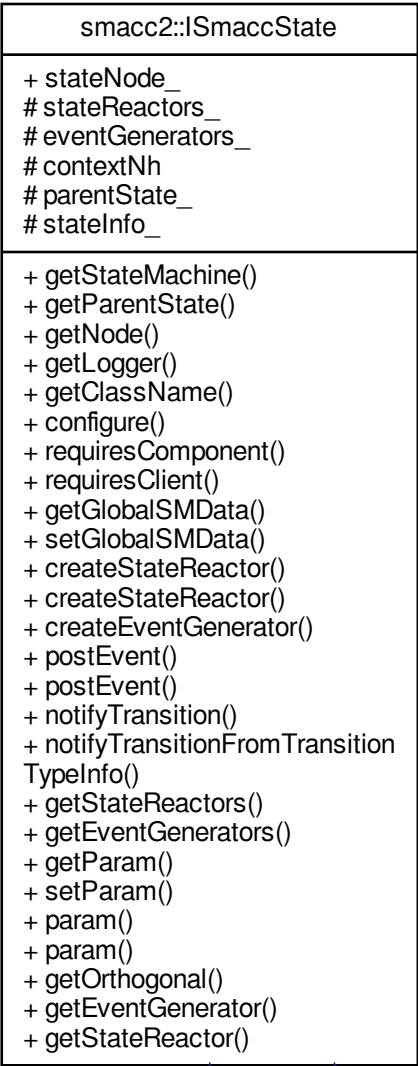 smacc2::ISmaccState
+ stateNode_
# stateReactors_
# eventGenerators_
# contextNh
# parentState_
# stateInfo_
+ getStateMachine()
+ getParentState()
+ getNode()
+ getLogger()
+ getClassName()
+ configure()
+ requiresComponent()
+ requiresClient()
+ getGlobalSMData()
+ setGlobalSMData()
+ createStateReactor()
+ createStateReactor()
+ createEventGenerator()
+ postEvent()
+ postEvent()
+ notifyTransition()
+ notifyTransitionFromTransition
TypeInfo()
+ getStateReactors()
+ getEventGenerators()
+ getParam()
+ setParam()
+ param()
+ param()
+ getOrthogonal()
+ getEventGenerator()
+ getStateReactor()